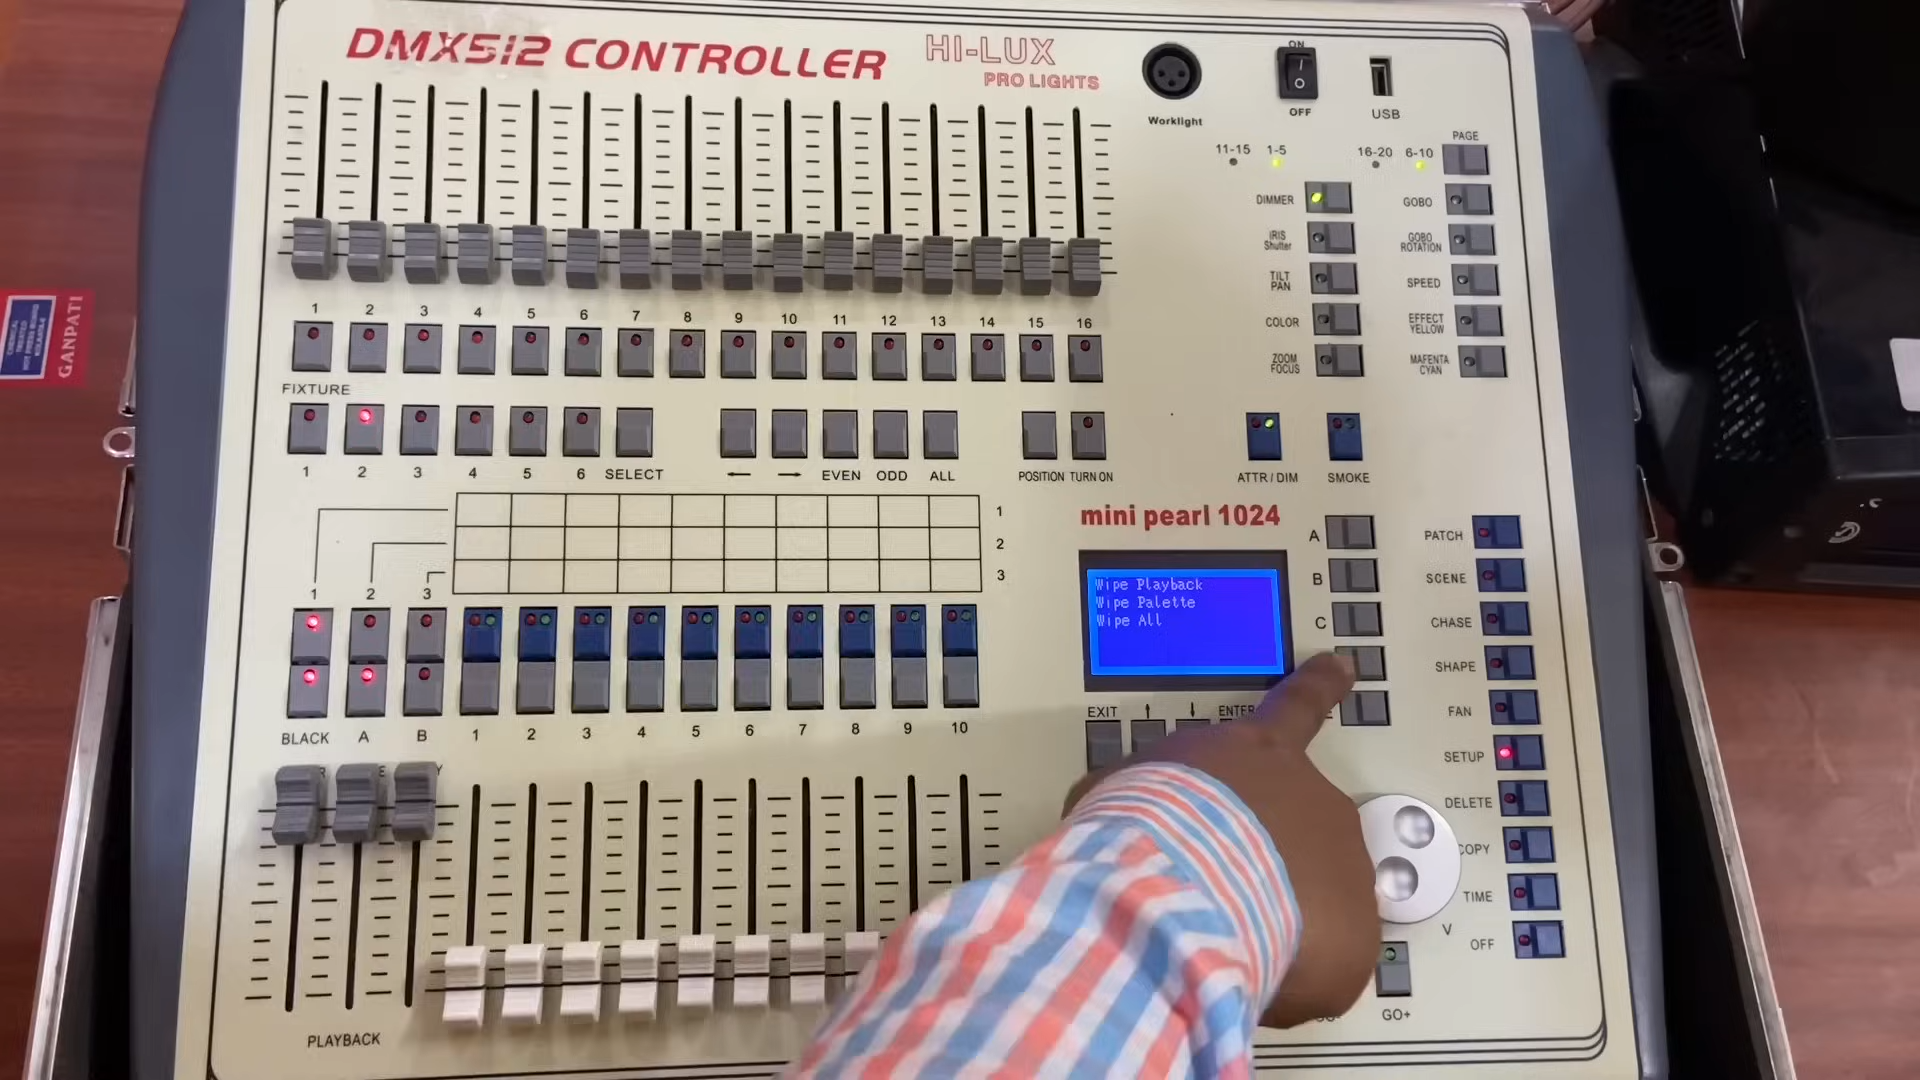 DMX512 CONTROLLER
HI-LUX
PRO LIGHTS
Worklight
ON
OFF
USB
PAGE
11-15 1-5 16-20 6-10
DIMMER GOBO
IRIS
Shutter
GOBO
ROTATION
TILT
PAN
SPEED
COLOR
EFFECT
YELLOW
ZOOM
FOCUS
MAFENTA
CYAN
GANPATI
1 2 3 4 5 6 7 8 9 10 11 12 13 14 15 16
FIXTURE
1 2 3 4 5 6 SELECT EVEN ODD ALL POSITION TURN ON ATTR / DIM SMOKE
1
2
3
1 2 3
mini pearl 1024
Wipe Playback
Wipe Palette
Wipe All
A
B
C
PATCH
SCENE
CHASE
SHAPE
FAN
SETUP
DELETE
COPY
TIME
OFF
EXIT ENTER
BLACK A B 1 2 3 4 5 6 7 8 9 10
V
GO+
PLAYBACK